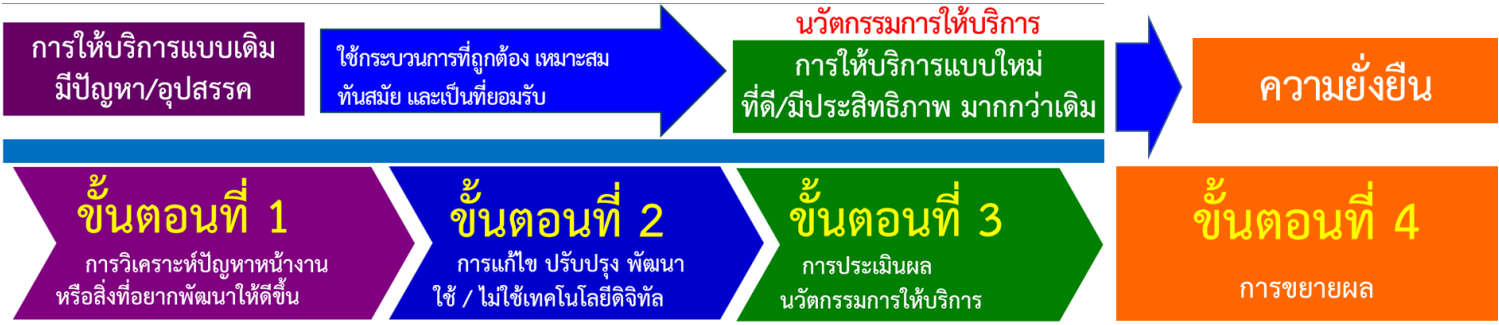 การให้บริการแบบเดิม
มีปัญหา/อุปสรรค
ใช้กระบวนการที่ถูกต้อง เหมาะสม
ทันสมัย และเป็นที่ยอมรับ
นวัตกรรมการให้บริการ
การให้บริการแบบใหม่
ที่ดี/มีประสิทธิภาพ มากกว่าเดิม
ความยั่งยืน
ขั้นตอนที่ 1
การวิเคราะห์ปัญหาหน้างาน
หรือสิ่งที่อยากพัฒนาให้ดีขึ้น
ขั้นตอนที่ 2
การแก้ไข ปรับปรุง พัฒนา
ใช้ / ไม่ใช้เทคโนโลยีดิจิทัล
ขั้นตอนที่ 3
การประเมินผล
นวัตกรรมการให้บริการ
ขั้นตอนที่ 4
การขยายผล